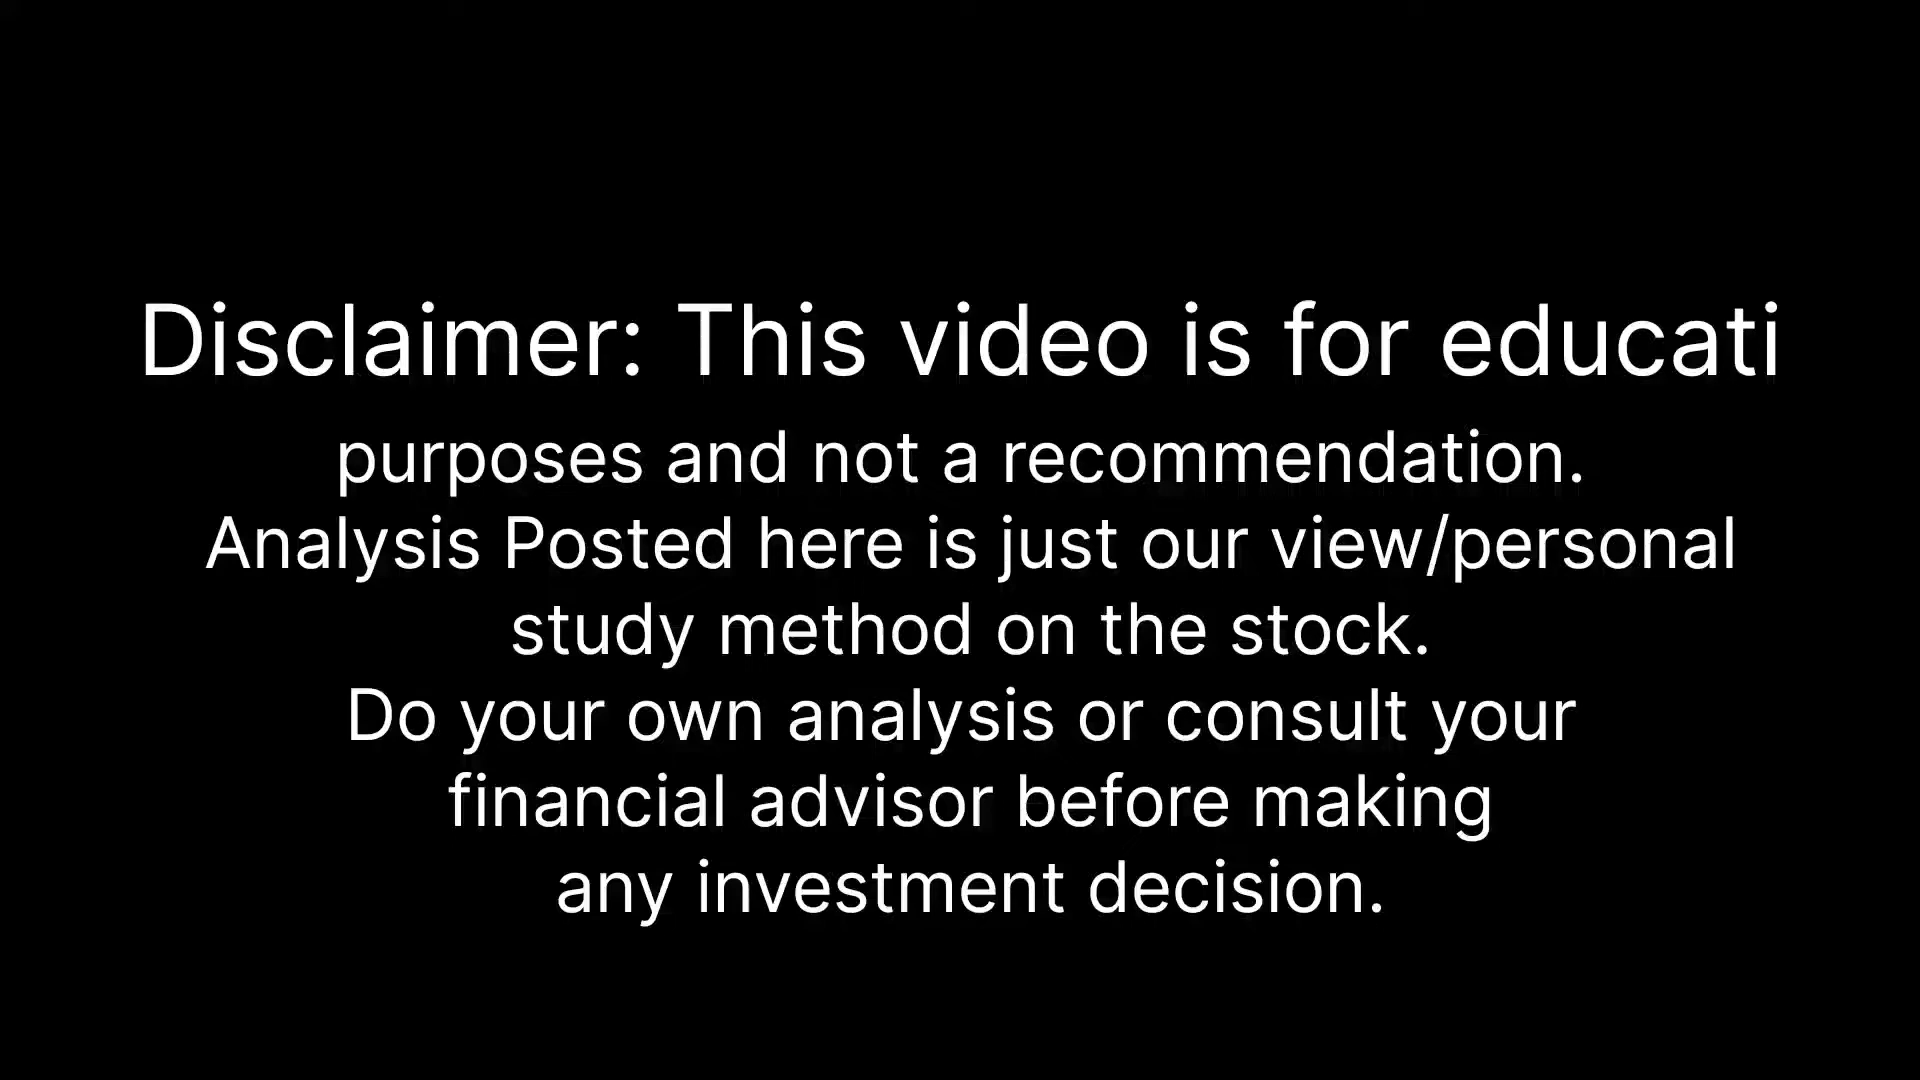 Disclaimer: This video is for educati
purposes and not a recommendation.
Analysis Posted here is just our view/personal
study method on the stock.
Do your own analysis or consult your
financial advisor before making
any investment decision.